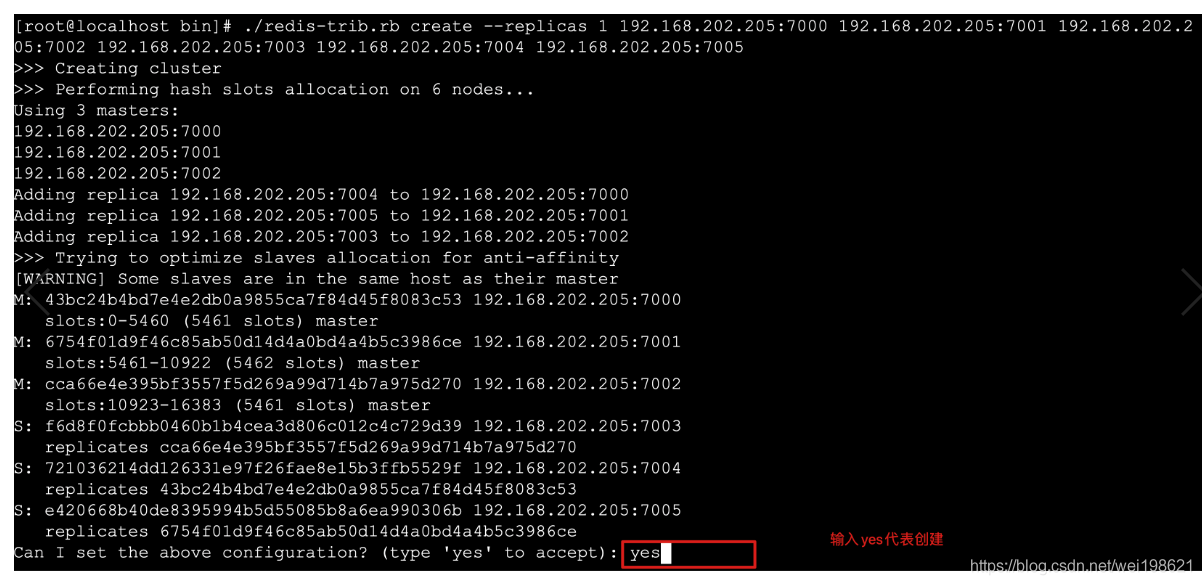 [root@localhost bin]# ./redis-trib.rb create --replicas 1 192.168.202.205:7000 192.168.202.205:7001 192.168.202.2
05:7002 192.168.202.205:7003 192.168.202.205:7004 192.168.202.205:7005
>>> Creating cluster
>>> Performing hash slots allocation on 6 nodes...
Using 3 masters:
192.168.202.205:7000
192.168.202.205:7001
192.168.202.205:7002
Adding replica 192.168.202.205:7004 to 192.168.202.205:7000
Adding replica 192.168.202.205:7005 to 192.168.202.205:7001
Adding replica 192.168.202.205:7003 to 192.168.202.205:7002
>>> Trying to optimize slaves allocation for anti-affinity
[WARNING] Some slaves are in the same host as their master
M: 43bc24b4bd7e4e2db0a9855ca7f84d45f8083c53 192.168.202.205:7000
slots:0-5460 (5461 slots) master
M: 6754f01d9f46c85ab50d14d4a0bd4a4b5c3986ce 192.168.202.205:7001
slots:5461-10922 (5462 slots) master
M: cca66e4e395bf3557f5d269a99d714b7a975d270 192.168.202.205:7002
slots:10923-16383 (5461 slots) master
S: f6d8f0fcbbb0460b1b4cea3d806c012c4c729d39 192.168.202.205:7003
replicates cca66e4e395bf3557f5d269a99d714b7a975d270
S: 721036214dd126331e97f26fae8e15b3ffb5529f 192.168.202.205:7004
replicates 43bc24b4bd7e4e2db0a9855ca7f84d45f8083c53
S: e420668b40de8395994b5d55085b8a6ea990306b 192.168.202.205:7005
replicates 6754f01d9f46c85ab50d14d4a0bd4a4b5c3986ce
Can I set the above configuration? (type 'yes' to accept): yes
输入yes代表创建
https://blog.csdn.net/wei198621